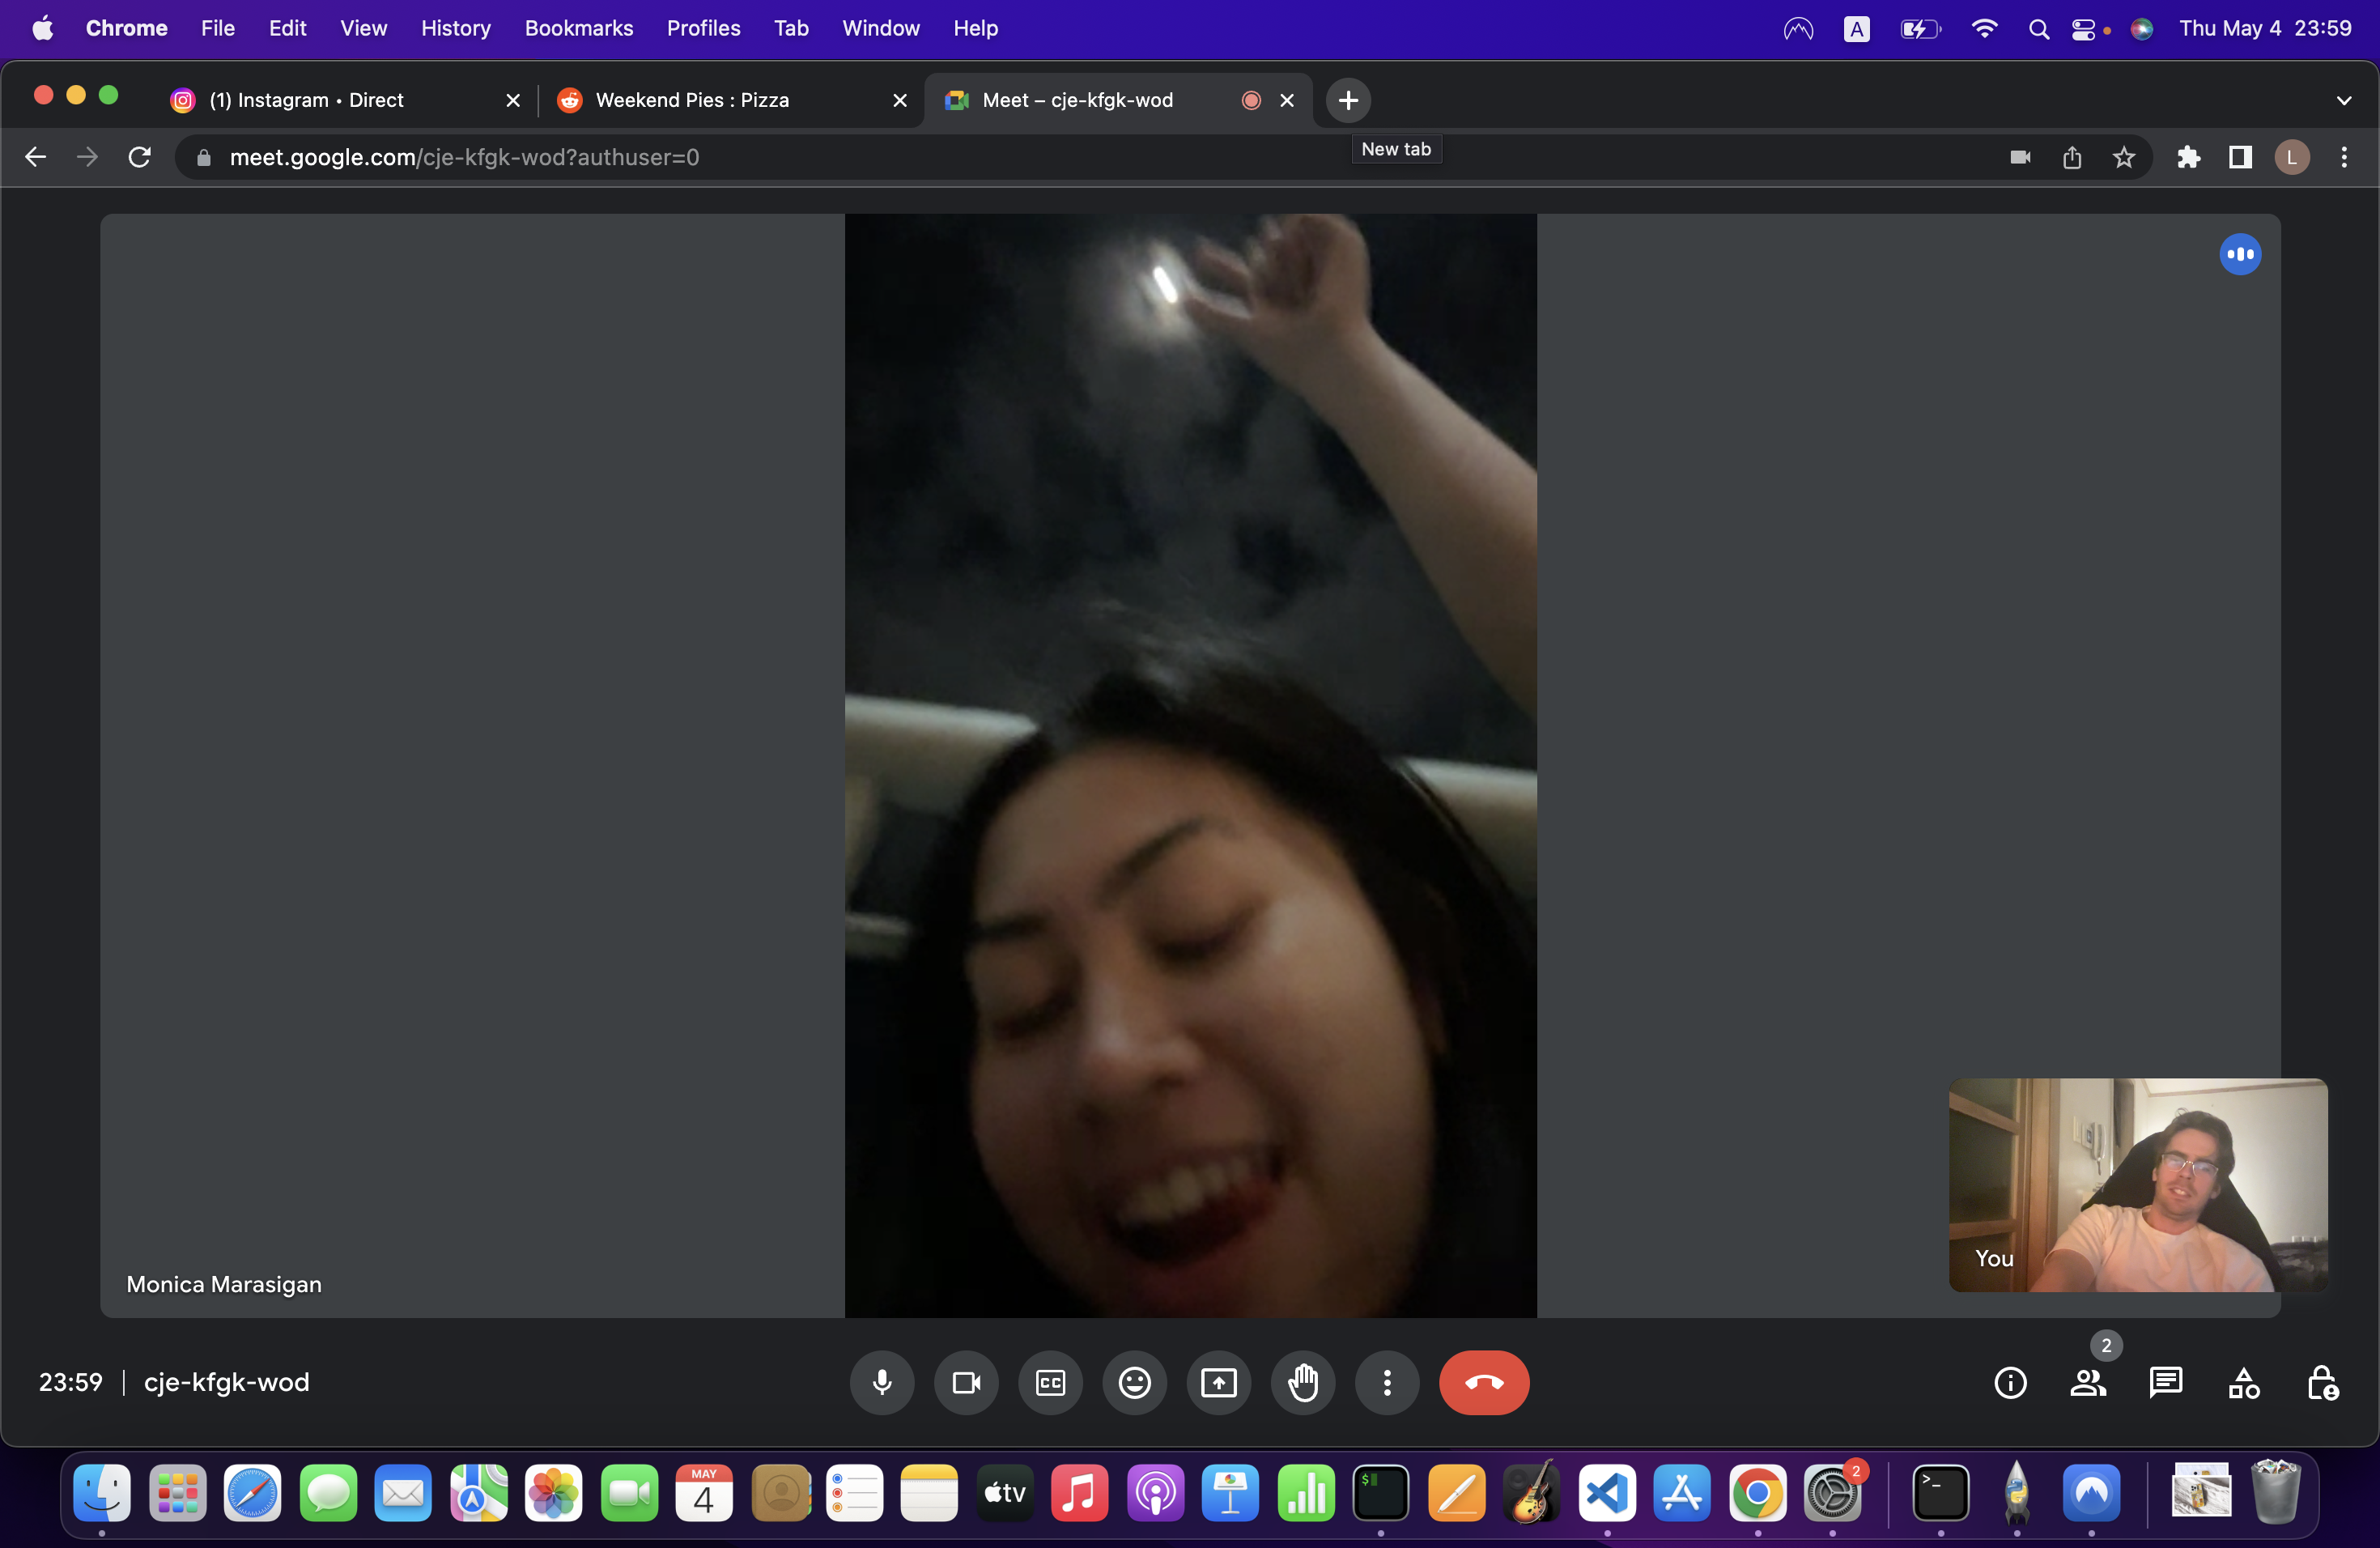 Chrome File Edit View History Bookmarks Profiles Tab Window Help A Thu May 4 23:59
(1) Instagram • Direct Weekend Pies : Pizza Meet – cje-kfgk-wod
meet.google.com/cje-kfgk-wod?authuser=0 New tab L
You
Monica Marasigan
2
23:59 | cje-kfgk-wod CC
MAY
4 tv $ 2 >_